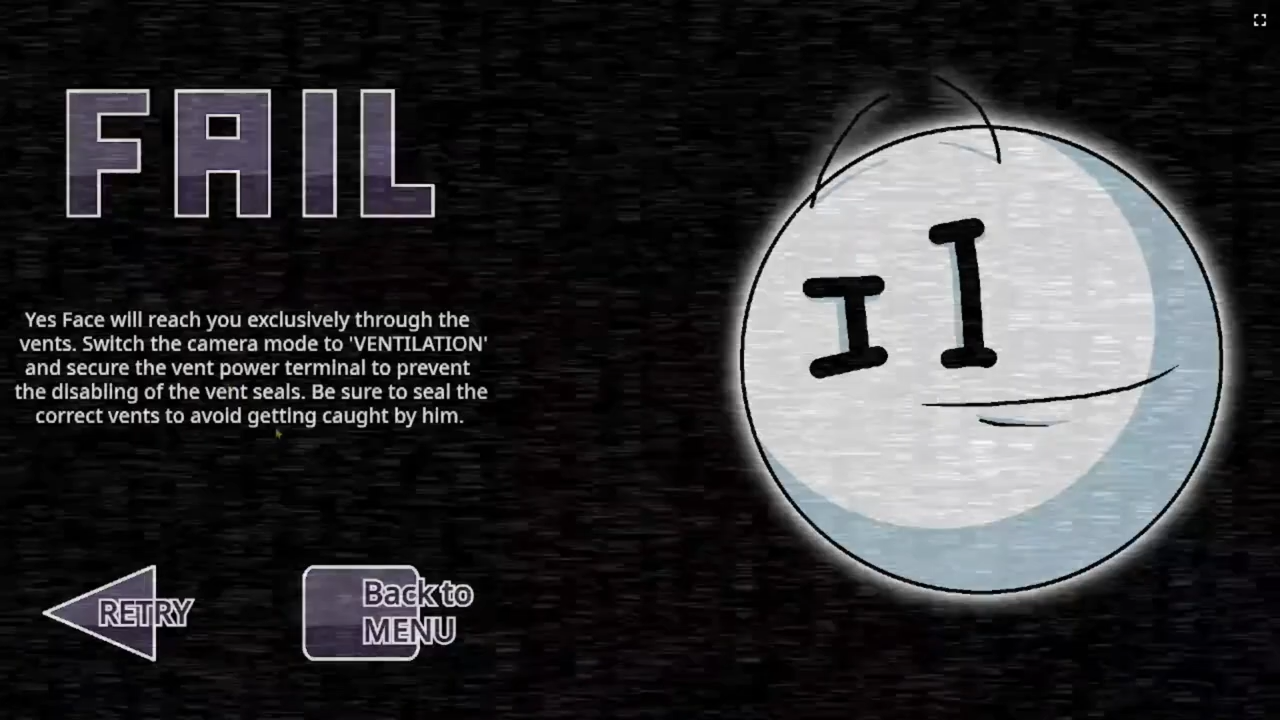 FAIL
Yes Face will reach you exclusively through the
vents. Switch the camera mode to 'VENTILATION'
and secure the vent power terminal to prevent
the disabling of the vent seals. Be sure to seal the
correct vents to avoid getting caught by him.
RETRY
Back to
MENU